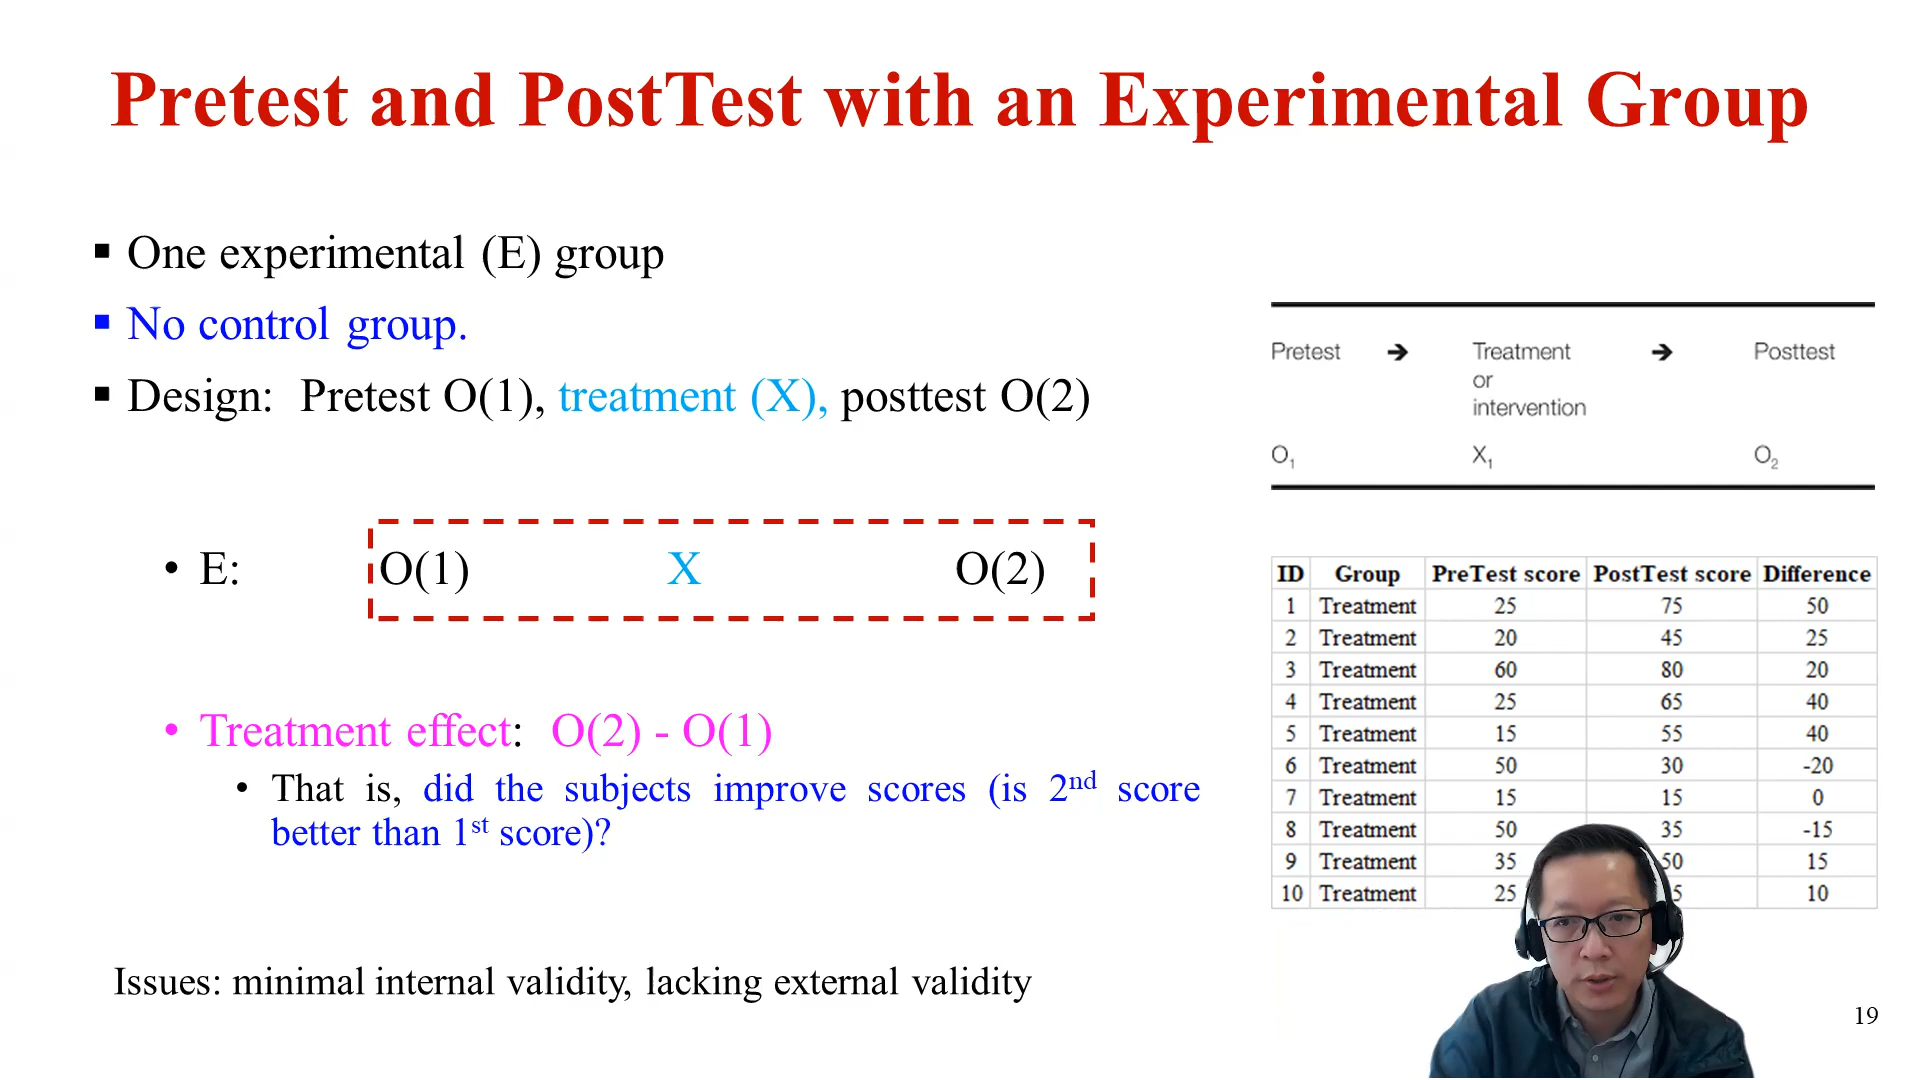 Pretest and PostTest with an Experimental Group
▪ One experimental (E) group
▪ No control group.
▪ Design: Pretest O(1), treatment (X), posttest O(2)
• E: O(1) X O(2)
• Treatment effect: O(2) - O(1)
• That is, did the subjects improve scores (is 2nd score
better than 1st score)?
Issues: minimal internal validity, lacking external validity
Pretest ➔ Treatment ➔ Posttest
or
intervention
O1 X1 O2
ID Group PreTest score PostTest score Difference
1 Treatment 25 75 50
2 Treatment 20 45 25
3 Treatment 60 80 20
4 Treatment 25 65 40
5 Treatment 15 55 40
6 Treatment 50 30 -20
7 Treatment 15 15 0
8 Treatment 50 35 -15
9 Treatment 35 50 15
10 Treatment 25 10
19